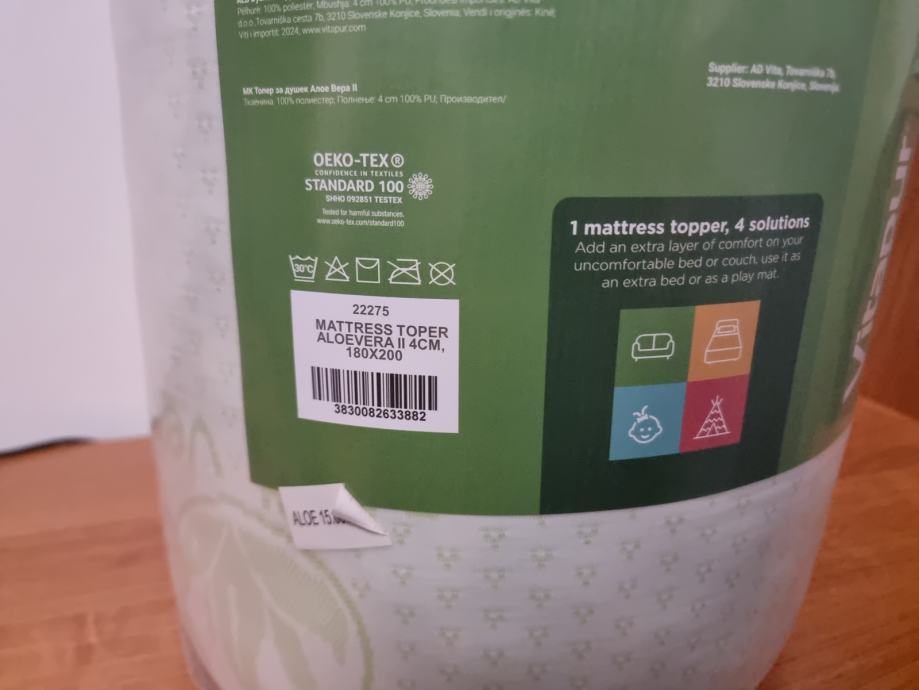 Pëlhure: 100% poliester, Mbushja: 4 cm 100% PU,
d.o.o., Tovarniška cesta 7b, 3210 Slovenske Konjice, Slovenia, Vendi i origjinës: Kinë;
Viti i importit: 2024, www.vitapur.com
МК Топер за душек Алое Вера II
Ткаенина: 100% полиестер, Полнење: 4 cm 100% PU; Производител/
Supplier: AD Vita, Tovarniška 7b,
3210 Slovenske Konjice, Slovenija
OEKO-TEX®
CONFIDENCE IN TEXTILES
STANDARD 100
SHHO 092851 TESTEX
Tested for harmful substances.
www.oeko-tex.com/standard100
30°C
22275
MATTRESS TOPER
ALOEVERA II 4CM,
180X200
3830082633882
1 mattress topper, 4 solutions
Add an extra layer of comfort on your
uncomfortable bed or couch, use it as
an extra bed or as a play mat.
vitapur
ALOE 15.